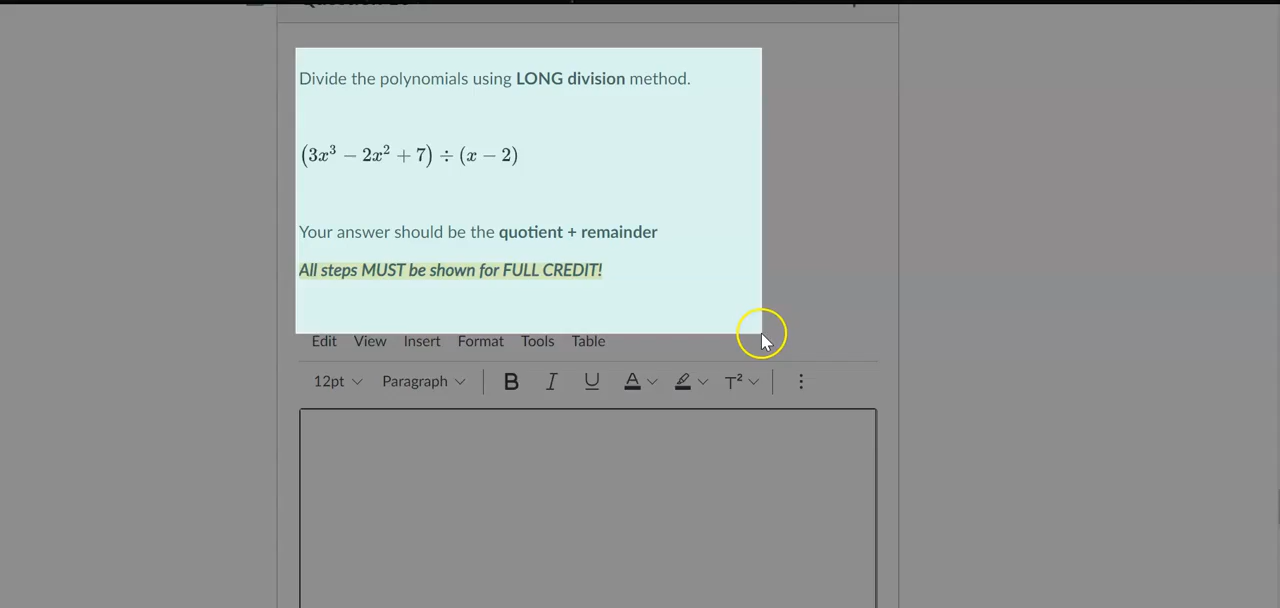 Divide the polynomials using LONG division method.
(3x³ − 2x² + 7) ÷ (x − 2)
Your answer should be the quotient + remainder
All steps MUST be shown for FULL CREDIT!
Edit View Insert Format Tools Table
12pt Paragraph B I U A T²